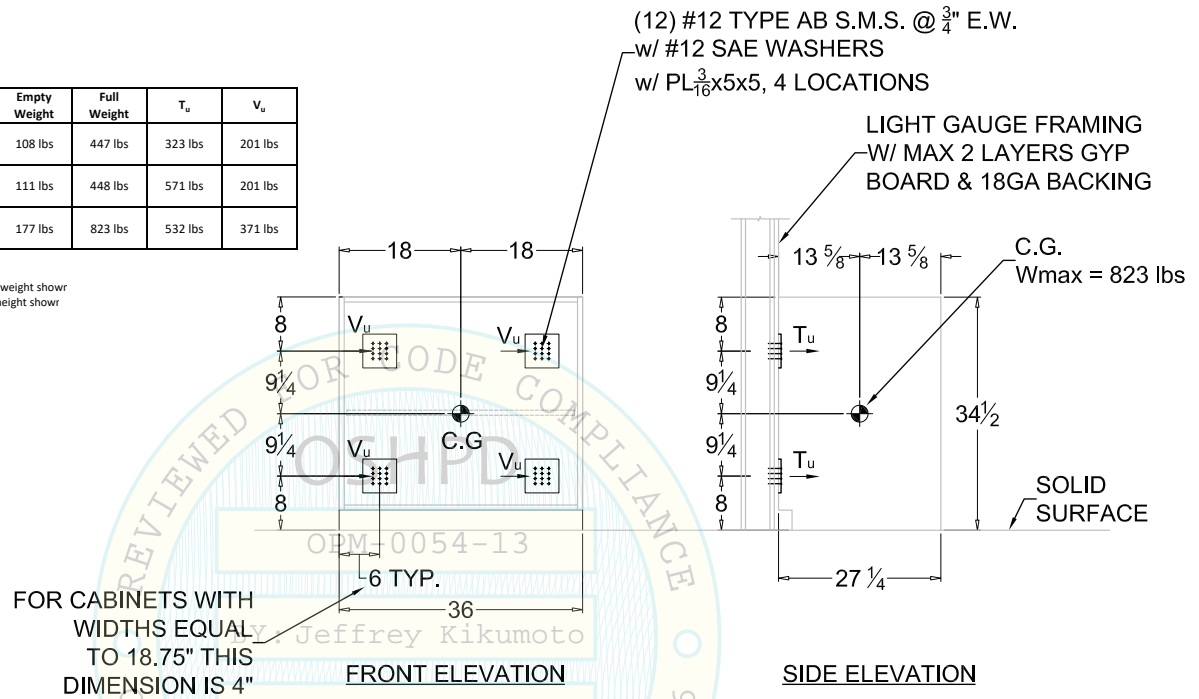 (12) #12 TYPE AB S.M.S. @ 3/4" E.W.
w/ #12 SAE WASHERS
w/ PL3/16x5x5, 4 LOCATIONS
Empty Weight Full Weight Tu Vu
108 lbs 447 lbs 323 lbs 201 lbs
111 lbs 448 lbs 571 lbs 201 lbs
177 lbs 823 lbs 532 lbs 371 lbs
weight shown
height shown
LIGHT GAUGE FRAMING
W/ MAX 2 LAYERS GYP
BOARD & 18GA BACKING
18 18
13 5/8 13 5/8
C.G.
Wmax = 823 lbs
8
Vu Vu
9 1/4
C.G
9 1/4
Vu Vu
8
8
Tu
9 1/4
34 1/2
9 1/4
Tu
8
SOLID
SURFACE
REVIEWED FOR CODE COMPLIANCE
OSHPD
OPM-0054-13
BY: Jeffrey Kikumoto
6 TYP.
36
27 1/4
FOR CABINETS WITH
WIDTHS EQUAL
TO 18.75" THIS
DIMENSION IS 4"
FRONT ELEVATION
SIDE ELEVATION